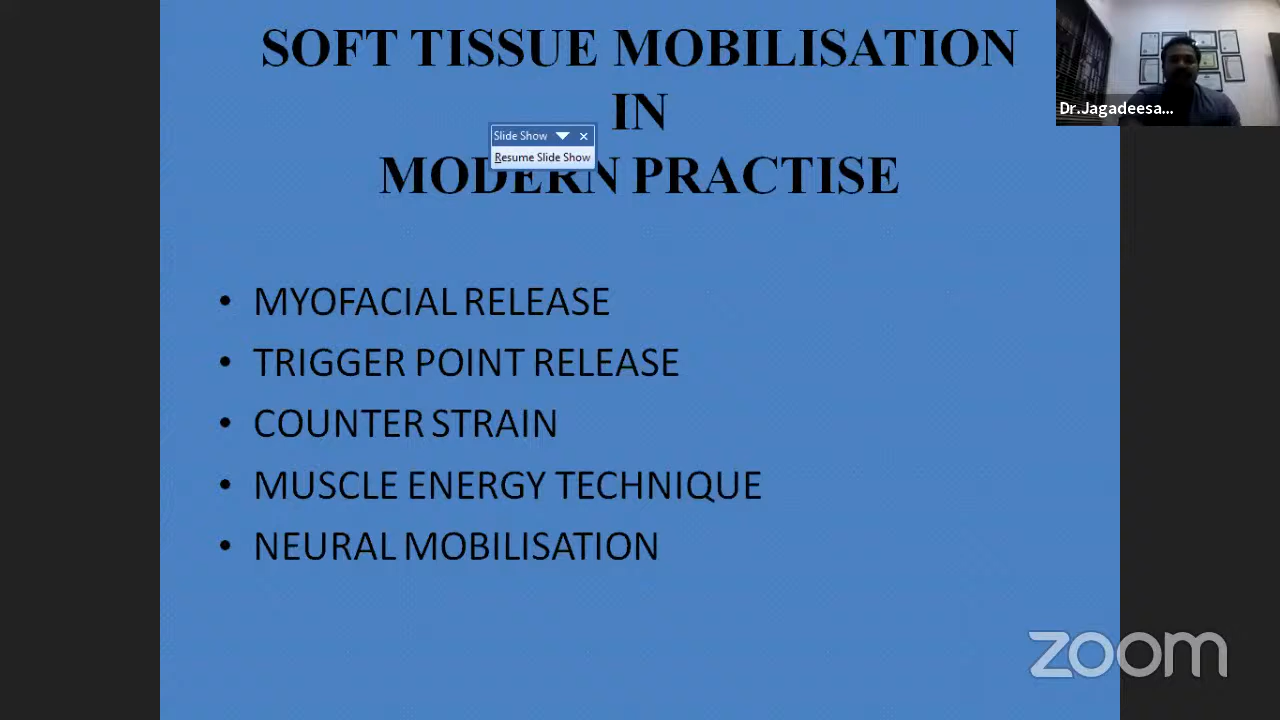 SOFT TISSUE MOBILISATION
IN
MODERN PRACTISE
Slide Show
Resume Slide Show
• MYOFACIAL RELEASE
• TRIGGER POINT RELEASE
• COUNTER STRAIN
• MUSCLE ENERGY TECHNIQUE
• NEURAL MOBILISATION
Dr.Jagadeesa...
zoom